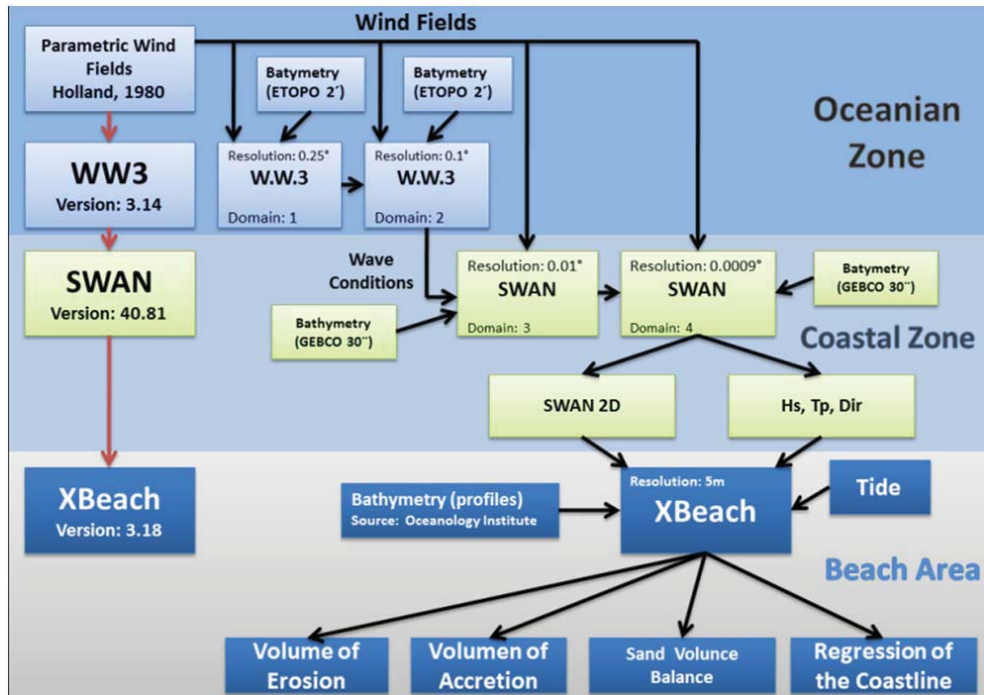 Wind Fields
Parametric Wind
Fields
Holland, 1980
Batymetry
(ETOPO 2´)
Batymetry
(ETOPO 2´)
Oceanian
Zone
WW3
Version: 3.14
Resolution: 0.25°
W.W.3
Domain: 1
Resolution: 0.1°
W.W.3
Domain: 2
SWAN
Version: 40.81
Wave
Conditions
Bathymetry
(GEBCO 30¨)
Resolution: 0.01°
SWAN
Domain: 3
Resolution: 0.0009°
SWAN
Domain: 4
Batymetry
(GEBCO 30¨)
Coastal Zone
SWAN 2D
Hs, Tp, Dir
XBeach
Version: 3.18
Bathymetry (profiles)
Source: Oceanology Institute
Resolution: 5m
XBeach
Tide
Beach Area
Volume of
Erosion
Volumen of
Accretion
Sand Volunce
Balance
Regression of
the Coastline